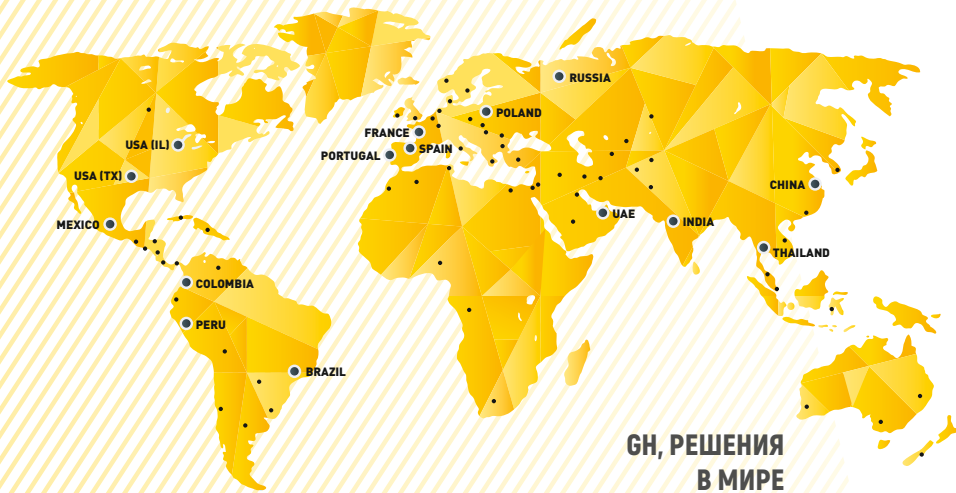 RUSSIA
POLAND
FRANCE
SPAIN
PORTUGAL
USA (IL)
USA (TX)
MEXICO
CHINA
UAE
INDIA
THAILAND
COLOMBIA
PERU
BRAZIL
GH, РЕШЕНИЯ
В МИРЕ